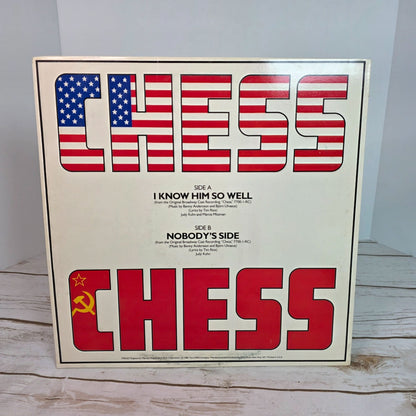 CHESS
SIDE A
I KNOW HIM SO WELL
(from the Original Broadway Cast Recording "Chess," 7700-1-RC)
(Music by Benny Andersson and Björn Ulvaeus)
(Lyrics by Tim Rice)
Judy Kuhn and Marcia Mitzman
SIDE B
NOBODY'S SIDE
(from the Original Broadway Cast Recording "Chess," 7700-1-RC)
(Music by Benny Andersson and Björn Ulvaeus)
(Lyrics by Tim Rice)
Judy Kuhn
CHESS